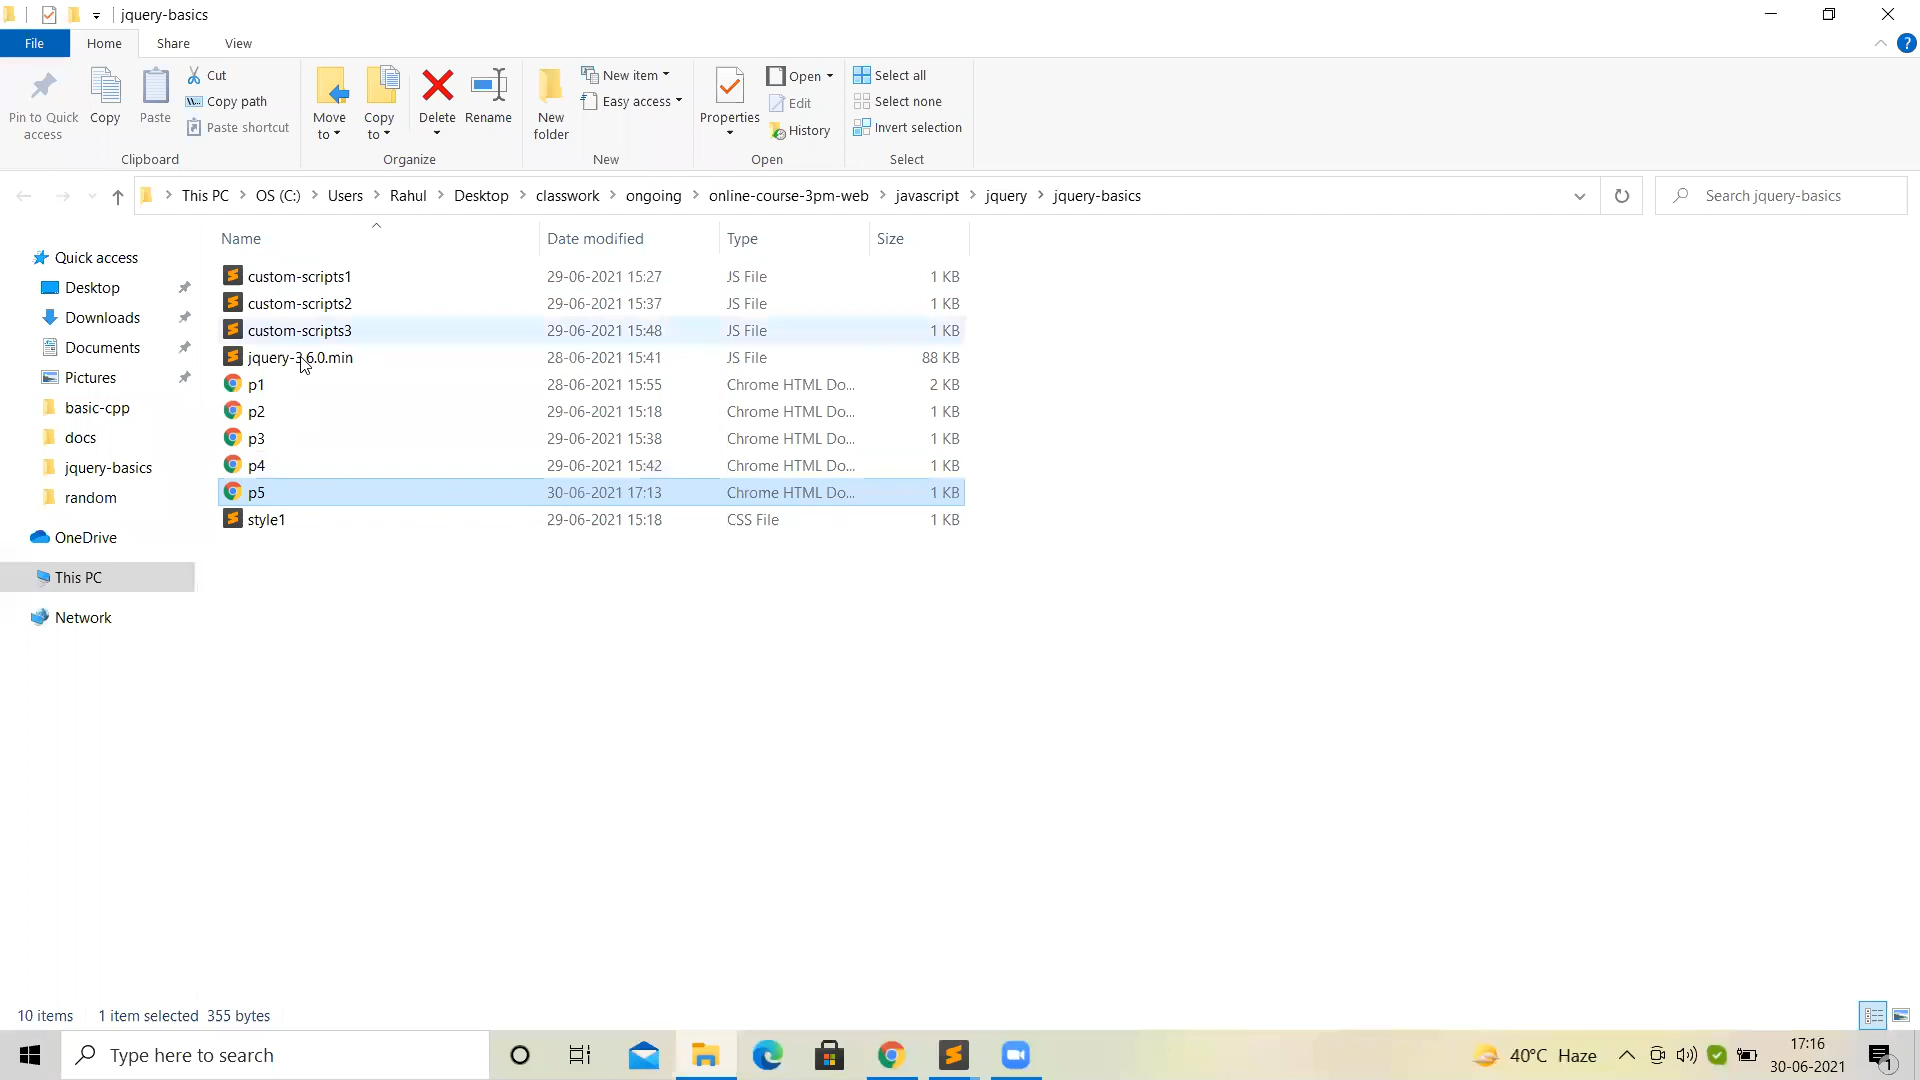 jquery-basics
File Home Share View
Pin to Quick access
Copy
Paste
Cut
Copy path
Paste shortcut
Clipboard
Move to
Copy to
Delete
Rename
Organize
New folder
New item
Easy access
New
Properties
Open
Edit
History
Open
Select all
Select none
Invert selection
Select
This PC > OS (C:) > Users > Rahul > Desktop > classwork > ongoing > online-course-3pm-web > javascript > jquery > jquery-basics
Search jquery-basics
Quick access
Desktop
Downloads
Documents
Pictures
basic-cpp
docs
jquery-basics
random
OneDrive
This PC
Network
Name Date modified Type Size
custom-scripts1 29-06-2021 15:27 JS File 1 KB
custom-scripts2 29-06-2021 15:37 JS File 1 KB
custom-scripts3 29-06-2021 15:48 JS File 1 KB
jquery-3.6.0.min 28-06-2021 15:41 JS File 88 KB
p1 28-06-2021 15:55 Chrome HTML Do... 2 KB
p2 29-06-2021 15:18 Chrome HTML Do... 1 KB
p3 29-06-2021 15:38 Chrome HTML Do... 1 KB
p4 29-06-2021 15:42 Chrome HTML Do... 1 KB
p5 30-06-2021 17:13 Chrome HTML Do... 1 KB
style1 29-06-2021 15:18 CSS File 1 KB
10 items 1 item selected 355 bytes
Type here to search
40°C Haze
17:16
30-06-2021
1